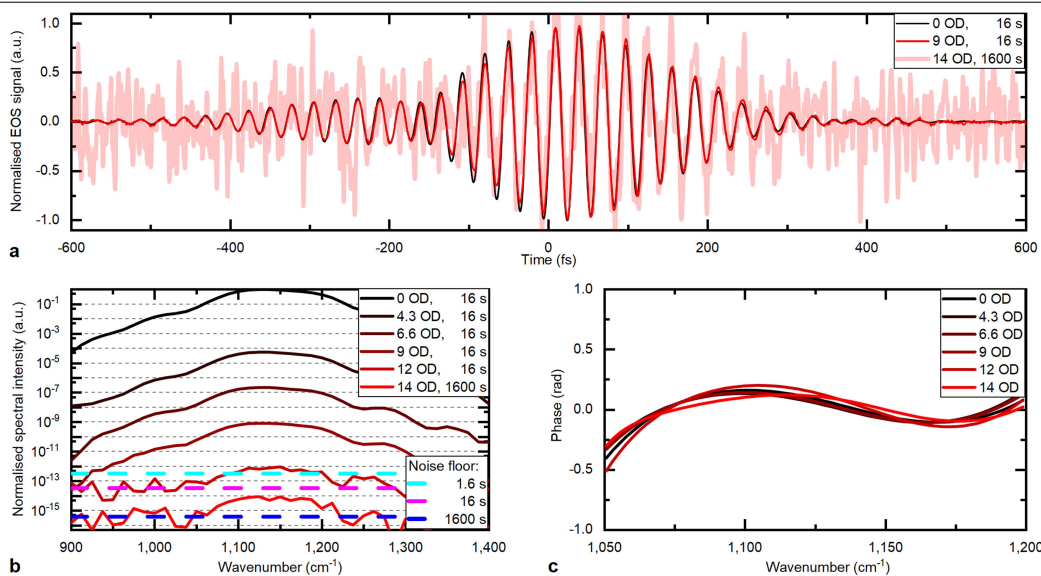 Normalised EOS signal (a.u.)
1.0
0.5
0.0
-0.5
-1.0
0 OD, 16 s
9 OD, 16 s
14 OD, 1600 s
-600 -400 -200 0 200 400 600
Time (fs)
a
Normalised spectral intensity (a.u.)
10⁻¹
10⁻³
10⁻⁵
10⁻⁷
10⁻⁹
10⁻¹¹
10⁻¹³
10⁻¹⁵
0 OD, 16 s
4.3 OD, 16 s
6.6 OD, 16 s
9 OD, 16 s
12 OD, 16 s
14 OD, 1600 s
Noise floor:
1.6 s
16 s
1600 s
900 1,000 1,100 1,200 1,300 1,400
Wavenumber (cm⁻¹)
b
Phase (rad)
1.0
0.5
0.0
-0.5
-1.0
0 OD
4.3 OD
6.6 OD
9 OD
12 OD
14 OD
1,050 1,100 1,150 1,200
Wavenumber (cm⁻¹)
c